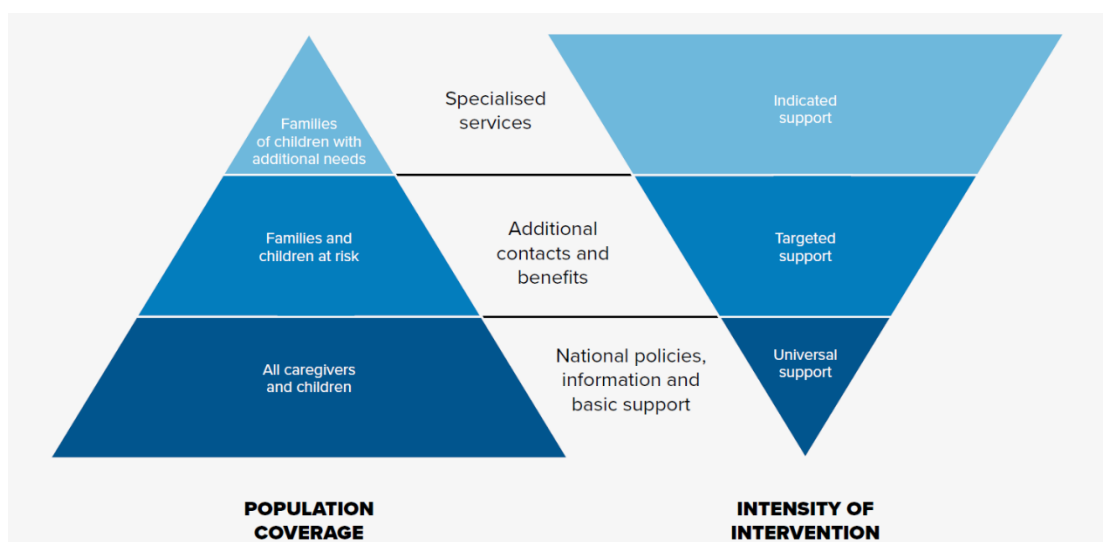 Families
of children with
additional needs
Specialised
services
Indicated
support
Families and
children at risk
Additional
contacts and
benefits
Targeted
support
All caregivers
and children
National policies,
information and
basic support
Universal
support
POPULATION
COVERAGE
INTENSITY OF
INTERVENTION